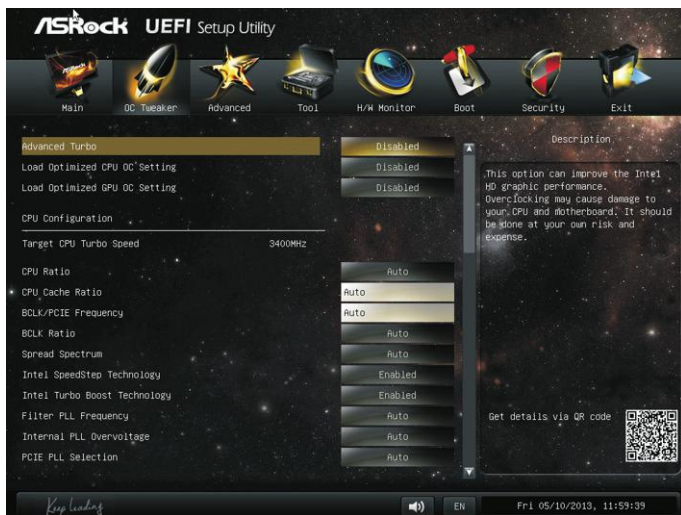 ASRock UEFI Setup Utility
Main OC Tweaker Advanced Tool H/W Monitor Boot Security Exit
Advanced Turbo Disabled
Load Optimized CPU OC Setting Disabled
Load Optimized GPU OC Setting Disabled
CPU Configuration
Target CPU Turbo Speed 3400MHz
CPU Ratio Auto
CPU Cache Ratio Auto
BCLK/PCIE Frequency Auto
BCLK Ratio Auto
Spread Spectrum Auto
Intel SpeedStep Technology Enabled
Intel Turbo Boost Technology Enabled
Filter PLL Frequency Auto
Internal PLL Overvoltage Auto
PCIE PLL Selection Auto
Description
This option can improve the Intel
HD graphic performance.
Overclocking may cause damage to
your CPU and motherboard. It should
be done at your own risk and
expense.
Get details via QR code
Keep Leading
EN
Fri 05/10/2013, 11:59:39